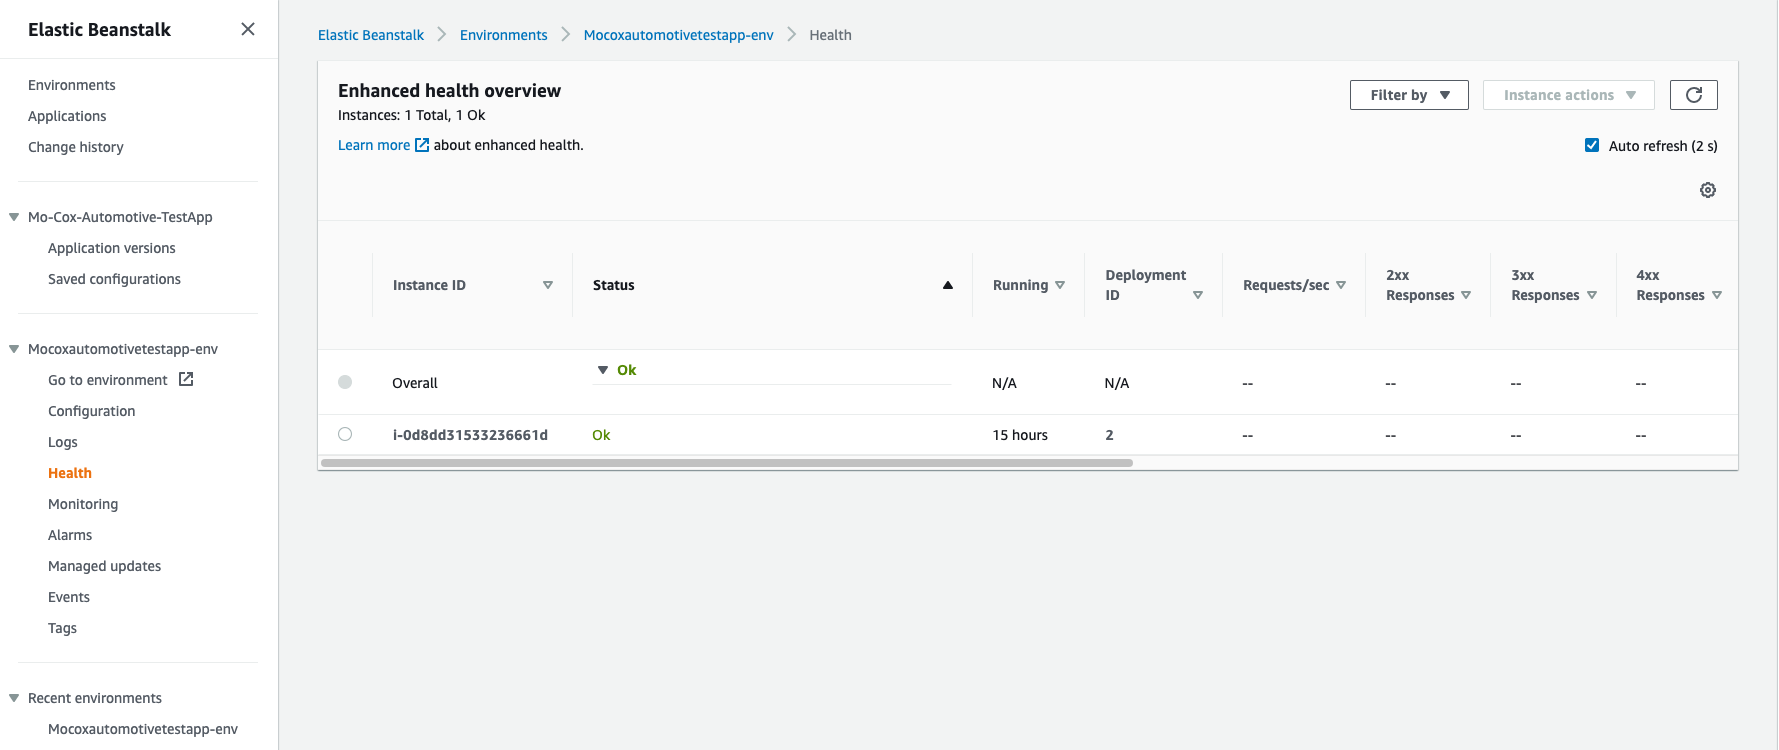 Elastic Beanstalk
Environments
Applications
Change history
Mo-Cox-Automotive-TestApp
Application versions
Saved configurations
Mocoxautomotivetestapp-env
Go to environment
Configuration
Logs
Health
Monitoring
Alarms
Managed updates
Events
Tags
Recent environments
Mocoxautomotivetestapp-env
Elastic Beanstalk Environments Mocoxautomotivetestapp-env Health
Enhanced health overview
Instances: 1 Total, 1 Ok
Learn more about enhanced health.
Filter by Instance actions
Auto refresh (2 s)
Instance ID Status Running Deployment ID Requests/sec 2xx Responses 3xx Responses 4xx Responses
Overall Ok N/A N/A -- -- -- --
i-0d8dd31533236661d Ok 15 hours 2 -- -- -- --